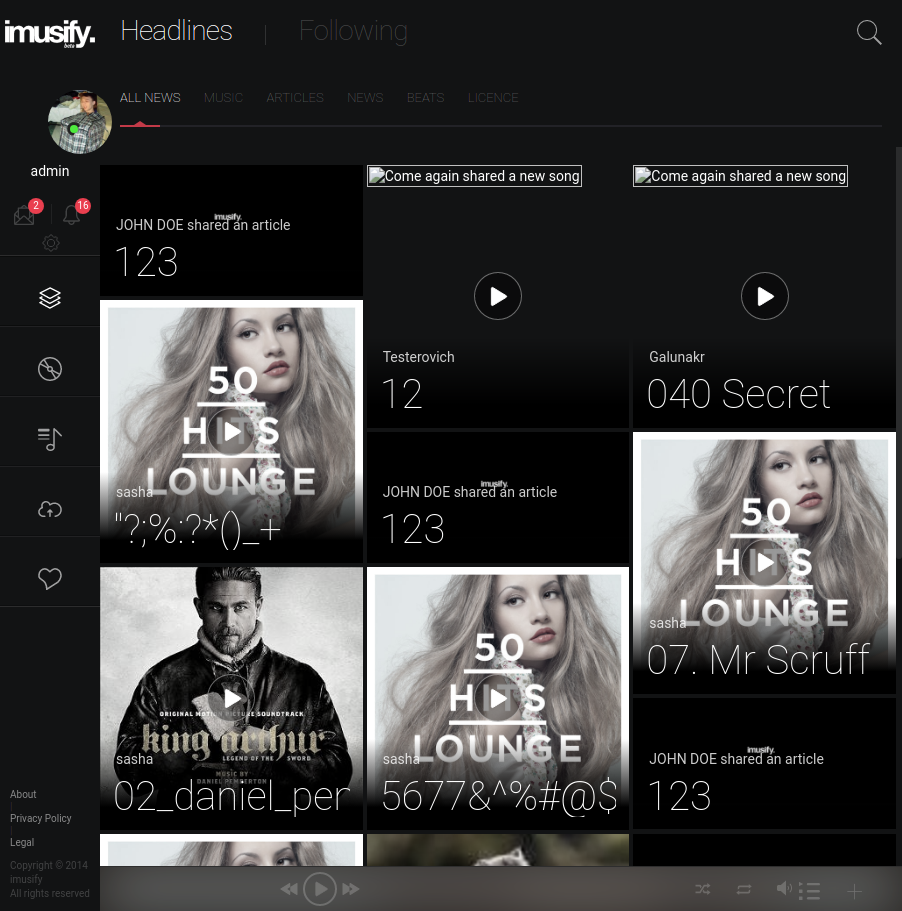 imusify.
beta
Headlines
Following
ALL NEWS MUSIC ARTICLES NEWS BEATS LICENCE
admin
2
16
imusify.
JOHN DOE shared an article
123
Come again shared a new song
Testerovich
12
Come again shared a new song
Galunakr
040 Secret
50
HITS
LOUNGE
sasha
"?;%:?*()_+
imusify.
JOHN DOE shared an article
123
50
HITS
LOUNGE
sasha
07. Mr Scruff
ORIGINAL MOTION PICTURE SOUNDTRACK
king arthur
LEGEND OF THE SWORD
MUSIC BY
DANIEL PEMBERTON
sasha
02_daniel_per
50
HITS
LOUNGE
sasha
5677&^%#@$
imusify.
JOHN DOE shared an article
123
About
Privacy Policy
Legal
Copyright © 2014
imusify
All rights reserved